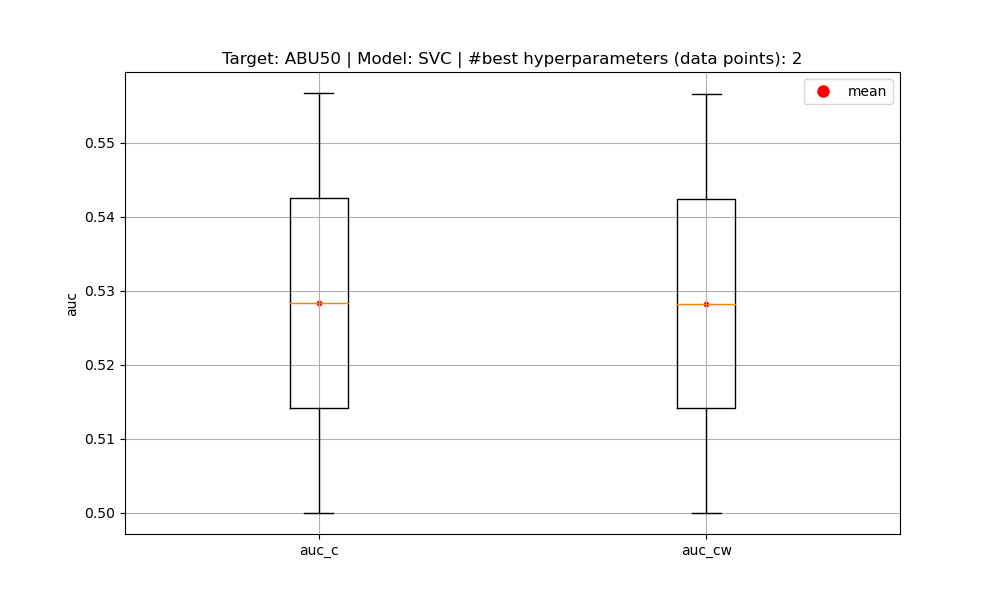 Target: ABU50 | Model: SVC | #best hyperparameters (data points): 2
mean
0.55
0.54
0.53
0.52
0.51
0.50
auc
auc_c
auc_cw